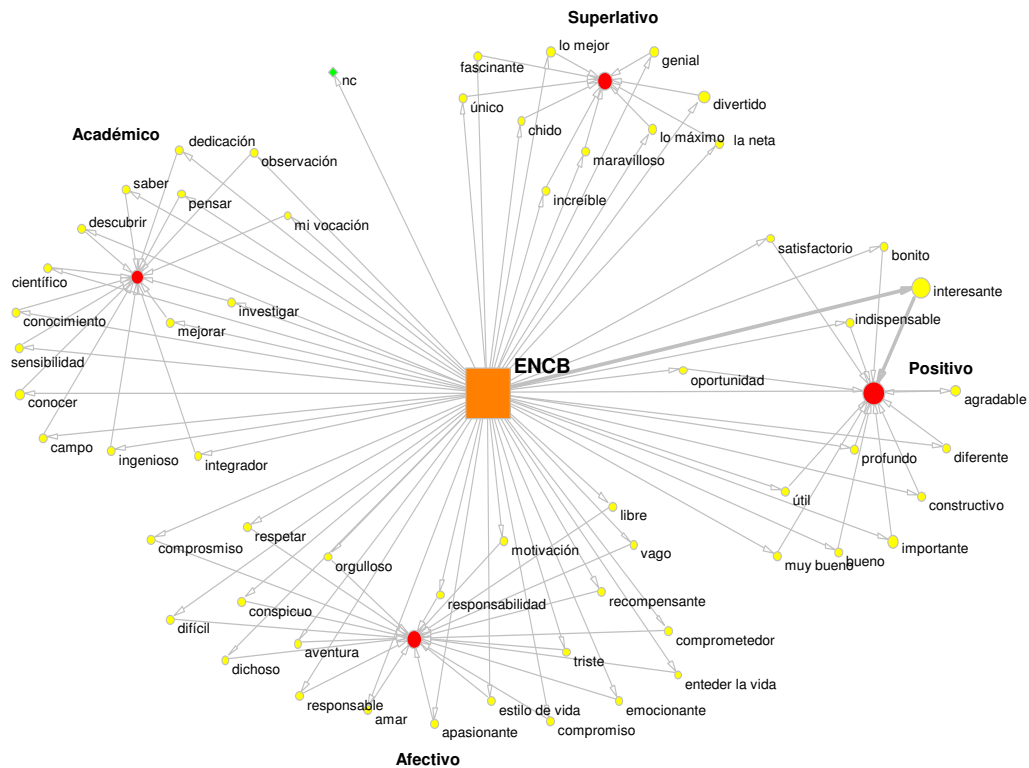 Superlativo
lo mejor
genial
fascinante
nc
único
divertido
chido
lo máximo
la neta
Académico
dedicación
observación
maravilloso
saber
pensar
increíble
descubrir
mi vocación
satisfactorio
bonito
científico
interesante
investigar
conocimiento
mejorar
indispensable
sensibilidad
ENCB
Positivo
oportunidad
agradable
conocer
campo
ingenioso
integrador
profundo
diferente
útil
constructivo
libre
respetar
comprosmiso
motivación
vago
importante
orgulloso
muy bueno
bueno
conspicuo
responsabilidad
recompensante
difícil
comprometedor
aventura
triste
dichoso
enteder la vida
responsable
amar
estilo de vida
emocionante
apasionante
compromiso
Afectivo